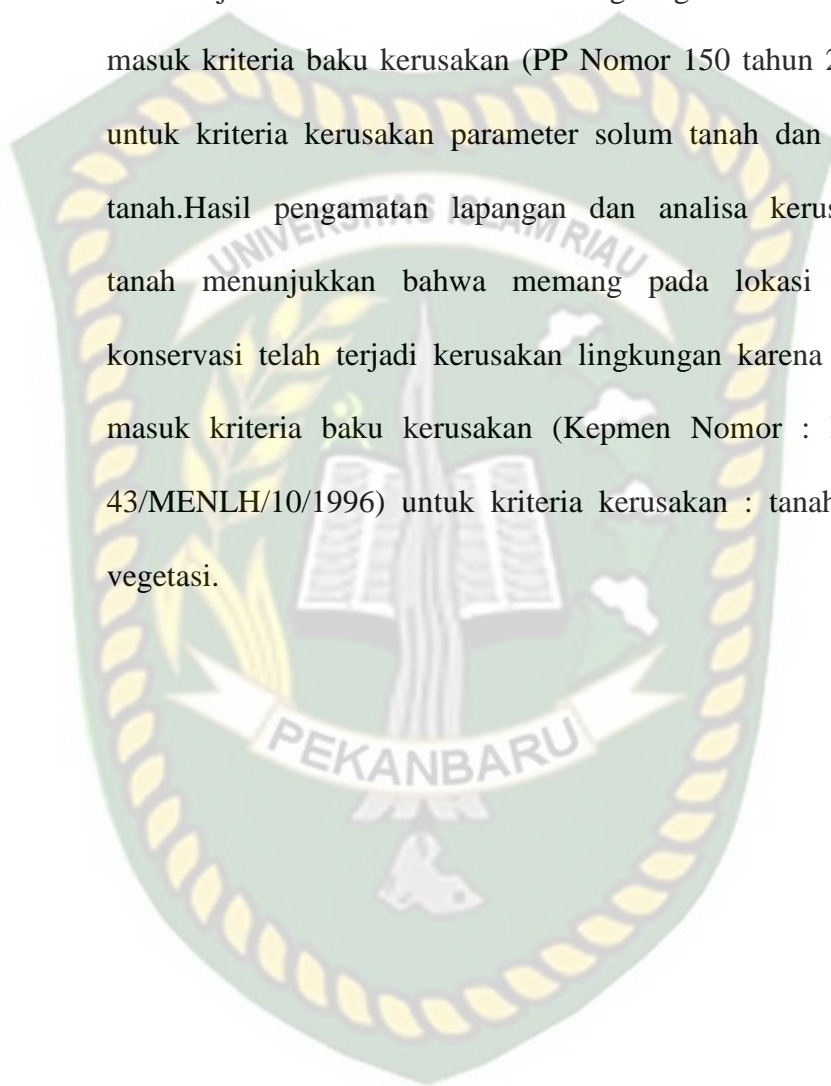 masuk kriteria baku kerusakan (PP Nomor 150 tahun
untuk kriteria kerusakan parameter solum tanah dan
tanah.Hasil pengamatan lapangan dan analisa
tanah menunjukkan bahwa memang pada lokasi
konservasi telah terjadi kerusakan lingkungan karena
masuk kriteria baku kerusakan (Kepmen Nomor :
43/MENLH/10/1996) untuk kriteria kerusakan : tanah
vegetasi.
UNIVERSITAS ISLAM RIAU
PEKANBARU